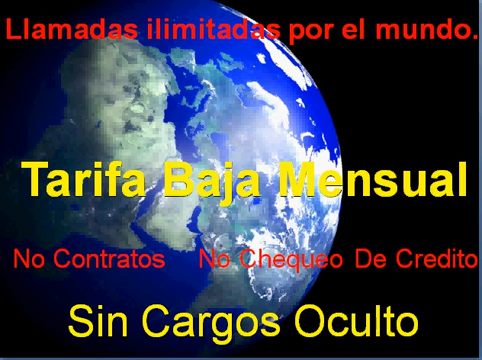 Llamadas ilimitadas por el mundo.
Tarifa Baja Mensual
No Contratos No Chequeo De Credito
Sin Cargos Oculto